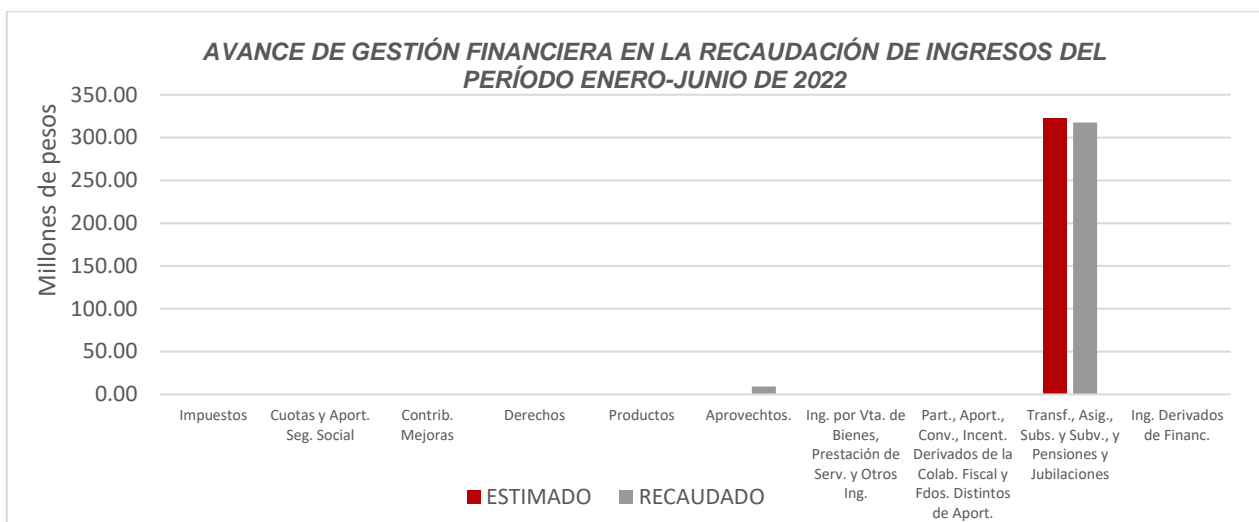 AVANCE DE GESTIÓN FINANCIERA EN LA RECAUDACIÓN DE INGRESOS DEL
PERÍODO ENERO-JUNIO DE 2022
Millones de pesos
350.00
300.00
250.00
200.00
150.00
100.00
50.00
0.00
Impuestos
Cuotas y Aport.
Seg. Social
Contrib.
Mejoras
Derechos
Productos
Aprovechtos.
Ing. por Vta. de
Bienes,
Prestación de
Serv. y Otros
Ing.
Part., Aport.,
Conv., Incent.
Derivados de la
Colab. Fiscal y
Fdos. Distintos
de Aport.
Transf., Asig.,
Subs. y Subv., y
Pensiones y
Jubilaciones
Ing. Derivados
de Financ.
ESTIMADO
RECAUDADO